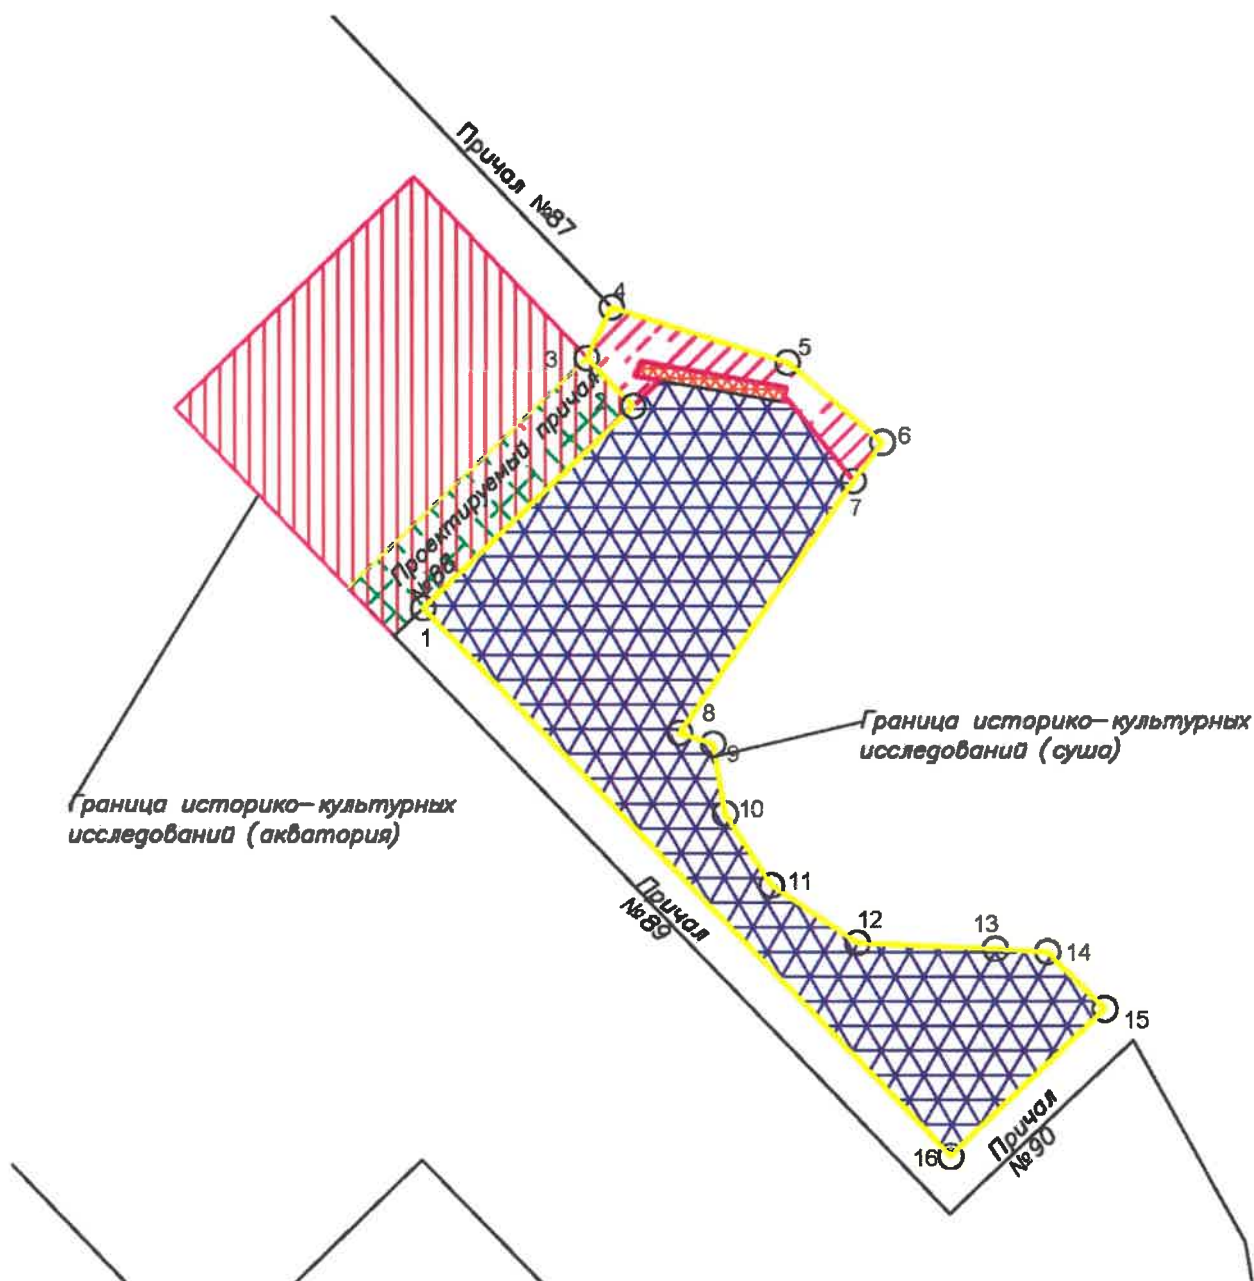 Причал №87
4
3
5
6
7
Проектируемый причал
№88
1
8
9
Граница историко-культурных
исследований (суша)
10
Граница историко-культурных
исследований (акватория)
11
Причал
№89
12
13
14
15
Причал
№90
16